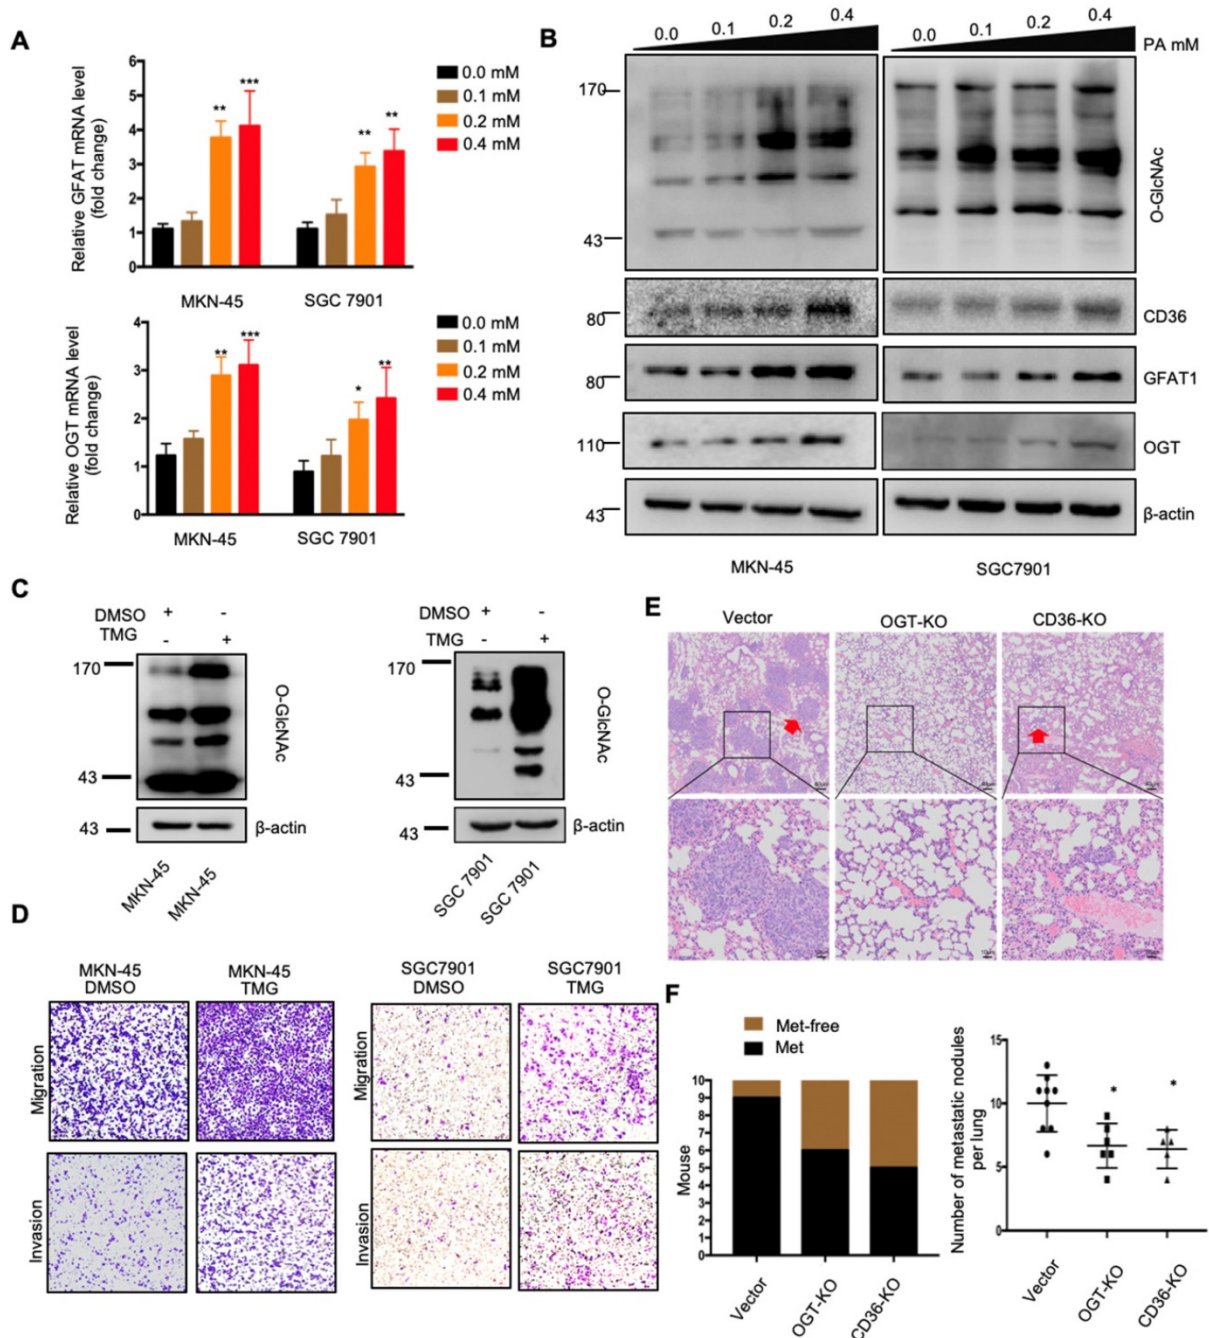 A
Relative GFAT mRNA level
(fold change)
6
5
4
3
2
1
0
** *** ** **
MKN-45 SGC 7901
0.0 mM
0.1 mM
0.2 mM
0.4 mM
Relative OGT mRNA level
(fold change)
4
3
2
1
0
** *** * **
MKN-45 SGC 7901
0.0 mM
0.1 mM
0.2 mM
0.4 mM
B
0.0 0.1 0.2 0.4 0.0 0.1 0.2 0.4
PA mM
170
43
O-GlcNAc
80
CD36
80
GFAT1
110
OGT
43
β-actin
MKN-45 SGC7901
C
DMSO + -
TMG - +
170
43
O-GlcNAc
43
β-actin
MKN-45 MKN-45
DMSO + -
TMG - +
170
43
O-GlcNAc
43
β-actin
SGC 7901 SGC 7901
D
MKN-45
DMSO
MKN-45
TMG
SGC7901
DMSO
SGC7901
TMG
Migration
Invasion
Migration
Invasion
E
Vector OGT-KO CD36-KO
F
Met-free
Met
Mouse
10
9
8
7
6
5
4
3
2
1
0
Vector OGT-KO CD36-KO
Number of metastatic nodules
per lung
15
10
5
0
* *
Vector OGT-KO CD36-KO